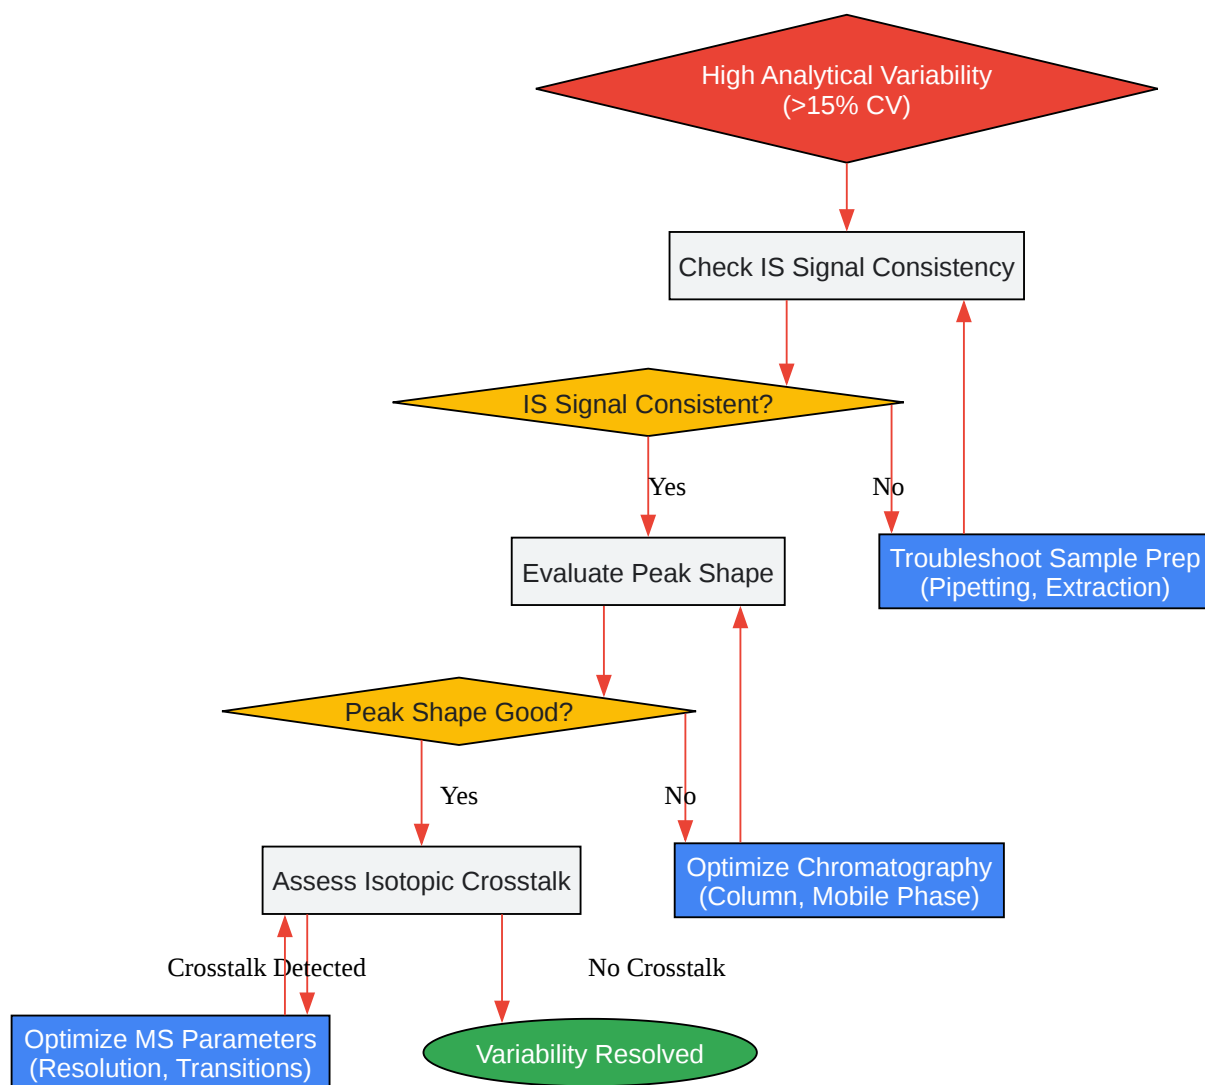 High Analytical Variability
(>15% CV)
Check IS Signal Consistency
IS Signal Consistent?
Yes
No
Troubleshoot Sample Prep
(Pipetting, Extraction)
Evaluate Peak Shape
Peak Shape Good?
Yes
No
Optimize Chromatography
(Column, Mobile Phase)
Assess Isotopic Crosstalk
Crosstalk Detected
No Crosstalk
Optimize MS Parameters
(Resolution, Transitions)
Variability Resolved